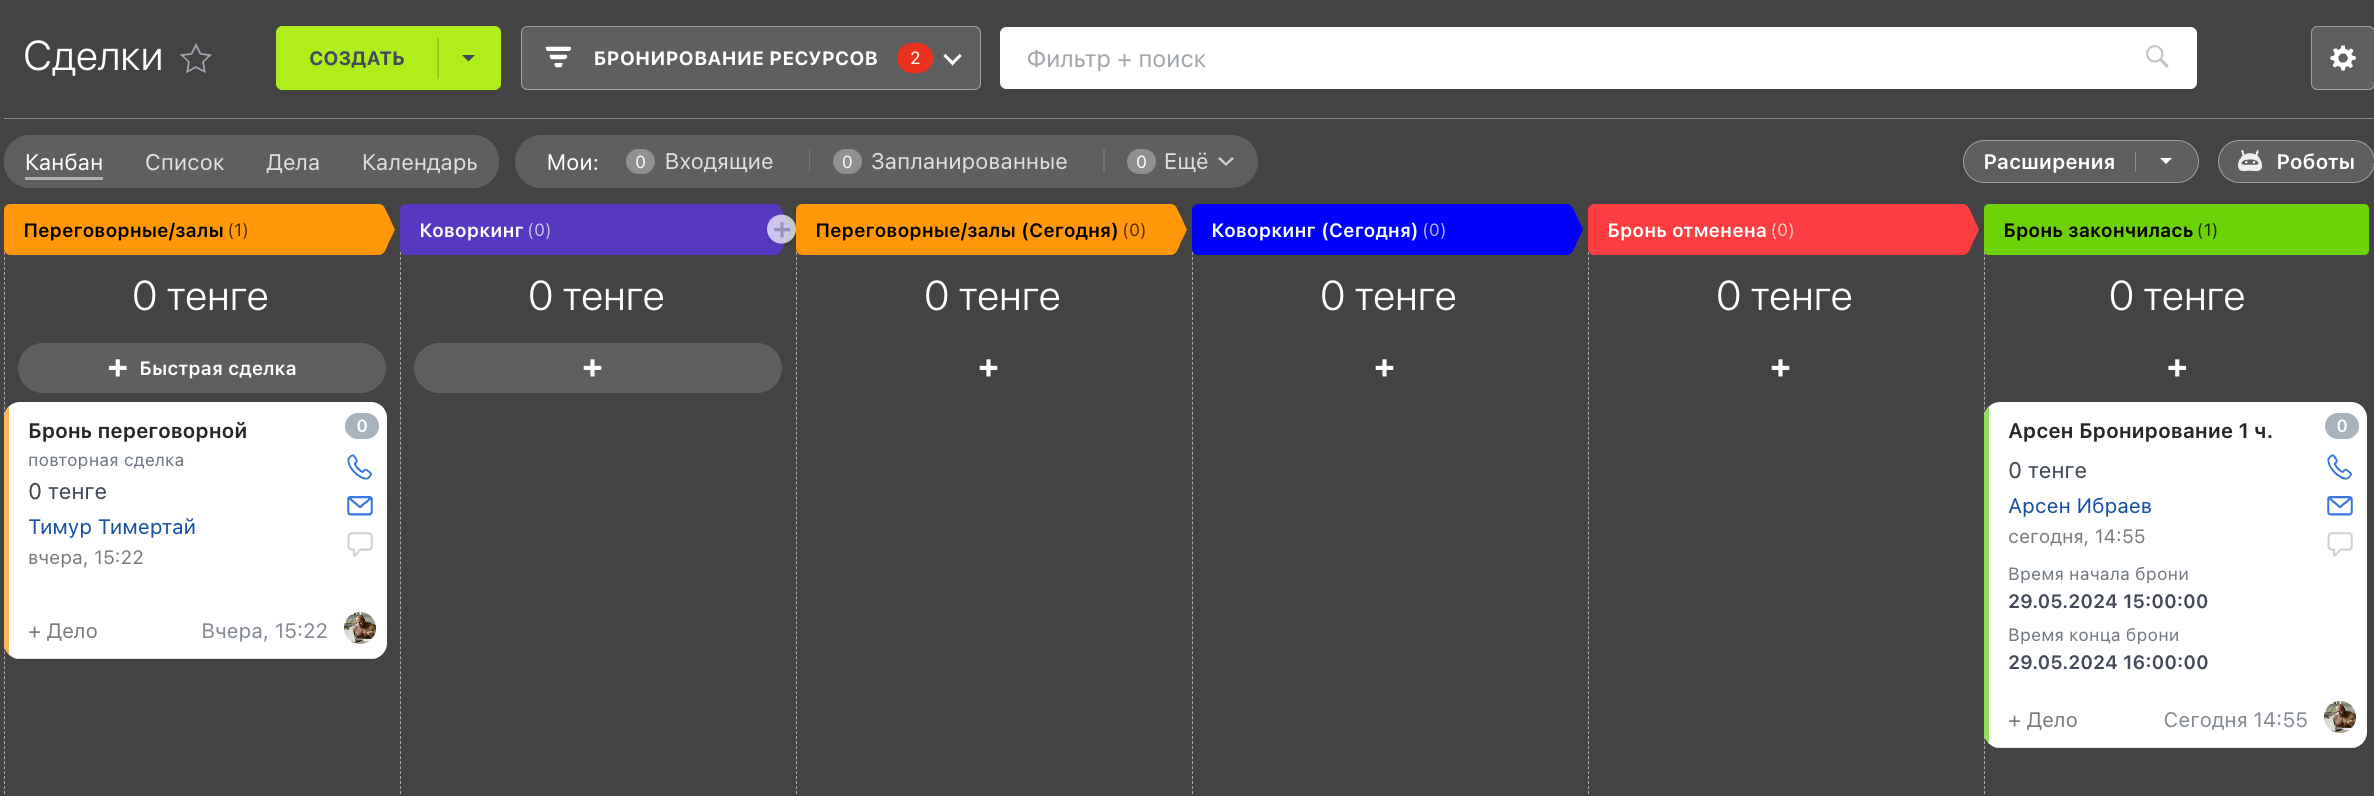 Сделки
СОЗДАТЬ
БРОНИРОВАНИЕ РЕСУРСОВ 2
Фильтр + поиск
Канбан Список Дела Календарь
Мои: 0 Входящие 0 Запланированные 0 Ещё
Расширения
Роботы
Переговорные/залы (1)
Коворкинг (0)
Переговорные/залы (Сегодня) (0)
Коворкинг (Сегодня) (0)
Бронь отменена (0)
Бронь закончилась (1)
0 тенге
0 тенге
0 тенге
0 тенге
0 тенге
0 тенге
+ Быстрая сделка
+
+
+
+
+
Бронь переговорной 0
повторная сделка
0 тенге
Тимур Тимертай
вчера, 15:22
+ Дело Вчера, 15:22
Арсен Бронирование 1 ч. 0
0 тенге
Арсен Ибраев
сегодня, 14:55
Время начала брони
29.05.2024 15:00:00
Время конца брони
29.05.2024 16:00:00
+ Дело Сегодня 14:55